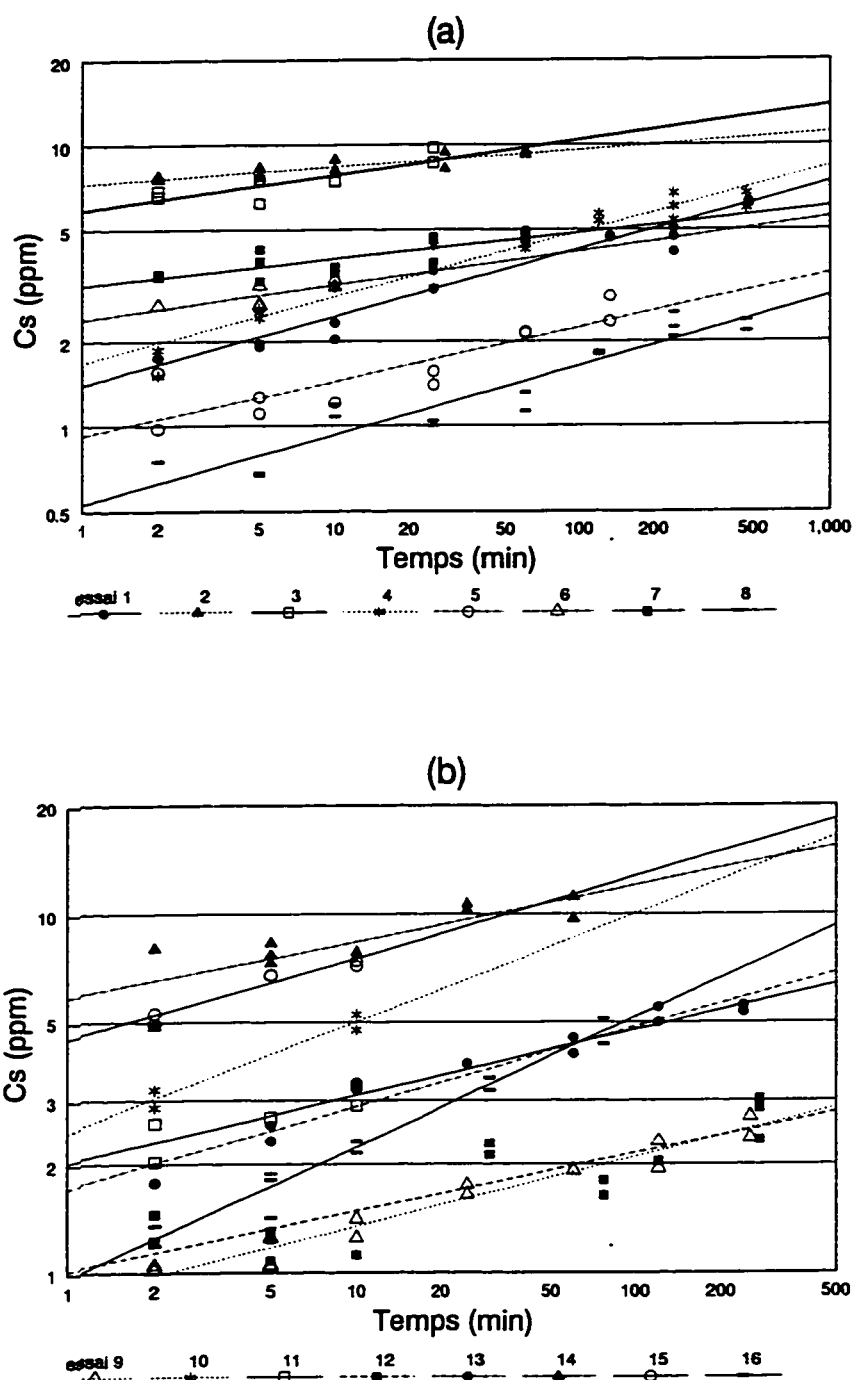 (a)
20
10
5
2
1
0.5
Cs (ppm)
1 2 5 10 20 50 100 200 500 1,000
Temps (min)
essai 1 2 3 4 5 6 7 8
(b)
20
10
5
3
2
1
Cs (ppm)
1 2 5 10 20 50 100 200 500
Temps (min)
essai 9 10 11 12 13 14 15 16